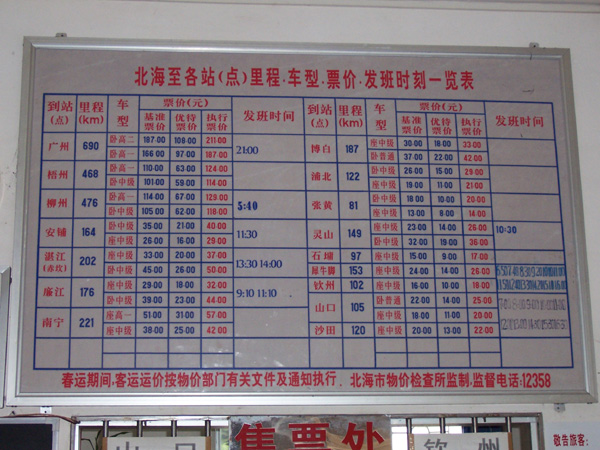 北海至各站(点)里程、车型、票价、发班时刻一览表
到站(点) 里程(km) 车型 票价(元) 发班时间 到站(点) 里程(km) 车型 票价(元) 发班时间
基准票价 优待票价 执行票价 基准票价 优待票价 执行票价
广州 690 卧高二 187.00 108.00 211.00 21:00 博白 187 座中级 30.00 18.00 33.00
卧高一 166.00 97.00 187.00 卧普通 37.00 22.00 42.00
梧州 468 卧高一 110.00 63.00 124.00 浦北 122 卧中级 26.00 15.00 29.00
卧中级 101.00 59.00 114.00 座中级 19.00 11.00 21.00
柳州 476 卧高一 114.00 67.00 129.00 5:40 张黄 81 卧中级 18.00 10.00 20.00
卧中级 105.00 62.00 118.00 座中级 13.00 8.00 14.00
安铺 164 卧中级 35.00 21.00 40.00 11:30 灵山 149 座中级 23.00 14.00 26.00 10:30
座中级 26.00 16.00 29.00 卧中级 32.00 19.00 36.00
湛江(赤坎) 202 座中级 33.00 20.00 37.00 13:30 14:00 石埇 97 座中级 15.00 9.00 17.00
卧中级 45.00 26.00 50.00 犀牛脚 153 座中级 24.00 14.00 26.00
廉江 176 座中级 29.00 18.00 32.00 9:10 11:10 钦州 102 座中级 16.00 10.00 18.00
卧中级 39.00 23.00 44.00 山口 105 卧普通 22.00 14.00 25.00
南宁 221 座高一 51.00 31.00 57.00 座中级 17.00 10.00 19.00
座中级 38.00 25.00 42.00 沙田 120 座中级 20.00 13.00 22.00
春运期间,客运运价按物价部门有关文件及通知执行。北海市物价检查所监制,监督电话:12358
售票处
钦州
敬告旅客: